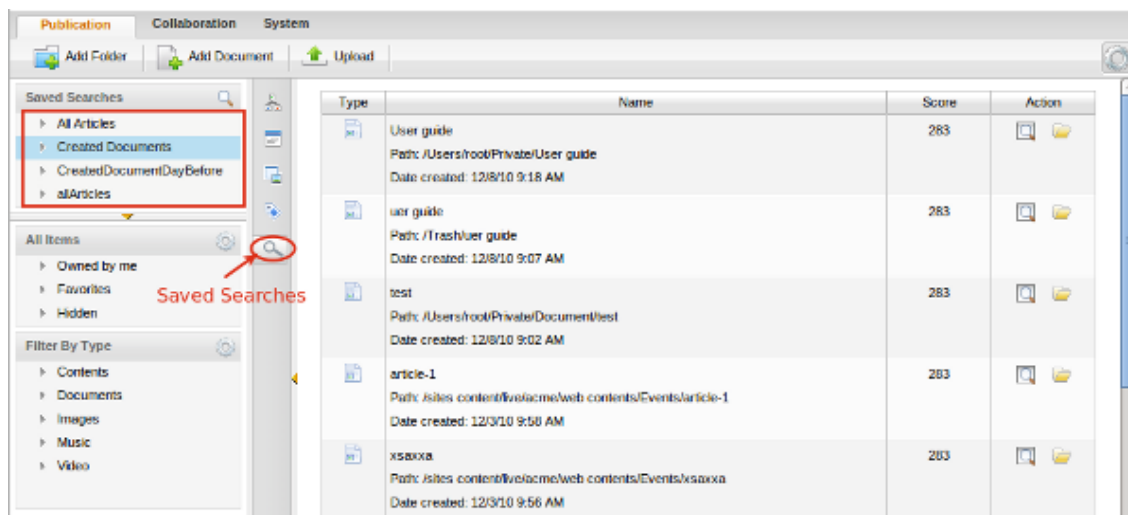 Publication Collaboration System
Add Folder Add Document Upload
Saved Searches
All Articles
Created Documents
CreatedDocumentDayBefore
allArticles
All Items
Owned by me
Favorites
Hidden
Saved Searches
Filter By Type
Contents
Documents
Images
Music
Video
Type Name Score Action
User guide 283
Path: /Users/root/Private/User guide
Date created: 12/8/10 9:18 AM
uer guide 283
Path: /Trash/uer guide
Date created: 12/8/10 9:07 AM
test 283
Path: /Users/root/Private/Document/test
Date created: 12/8/10 9:02 AM
article-1 283
Path: /sites content/live/acme/web contents/Events/article-1
Date created: 12/3/10 9:58 AM
xsaxxa 283
Path: /sites content/live/acme/web contents/Events/xsaxxa
Date created: 12/3/10 9:56 AM